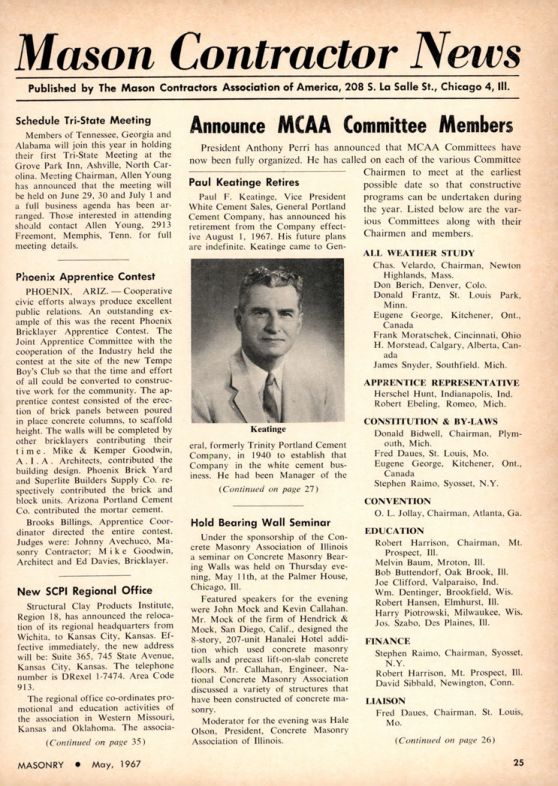 Mason Contractor News
Published by The Mason Contractors Association of America, 208 S. La Salle St., Chicago 4, Ill.
Schedule Tri-State Meeting
Members of Tennessee, Georgia and
Alabama will join this year in holding
their first Tri-State Meeting at the
Grove Park Inn, Ashville, North Car-
olina. Meeting Chairman, Allen Young
has announced that the meeting will
be held on June 29, 30 and July 1 and
a full business agenda has been ar-
ranged. Those interested in attending
should contact Allen Young, 2913
Freemont, Memphis, Tenn. for full
meeting details.
Phoenix Apprentice Contest
PHOENIX, ARIZ. — Cooperative
civic efforts always produce excellent
public relations. An outstanding ex-
ample of this was the recent Phoenix
Bricklayer Apprentice Contest. The
Joint Apprentice Committee with the
cooperation of the Industry held the
contest at the site of the new Tempe
Boy's Club so that the time and effort
of all could be converted to construc-
tive work for the community. The ap-
prentice contest consisted of the erec-
tion of brick panels between poured
in place concrete columns, to scaffold
height. The walls will be completed by
other bricklayers contributing their
time. Mike & Kemper Goodwin,
A.I.A. Architects, contributed the
building design. Phoenix Brick Yard
and Superlite Builders Supply Co. re-
spectively contributed the brick and
block units. Arizona Portland Cement
Co. contributed the mortar cement.
Brooks Billings, Apprentice Coor-
dinator directed the entire contest.
Judges were: Johnny Avechuco, Ma-
sonry Contractor; Mike Goodwin,
Architect and Ed Davies, Bricklayer.
New SCPI Regional Office
Structural Clay Products Institute,
Region 18, has announced the reloca-
tion of its regional headquarters from
Wichita, to Kansas City, Kansas. Ef-
fective immediately, the new address
will be: Suite 365, 745 State Avenue,
Kansas City, Kansas. The telephone
number is DRexel 1-7474. Area Code
913.
The regional office co-ordinates pro-
motional and education activities of
the association in Western Missouri,
Kansas and Oklahoma. The associa-
(Continued on page 35)
Announce MCAA Committee Members
President Anthony Perri has announced that MCAA Committees have
now been fully organized. He has called on each of the various Committee
Chairmen to meet at the earliest
possible date so that constructive
programs can be undertaken during
the year. Listed below are the var-
ious Committees along with their
Chairmen and members.
Paul Keatinge Retires
Paul F. Keatinge, Vice President
White Cement Sales, General Portland
Cement Company, has announced his
retirement from the Company effect-
ive August 1, 1967. His future plans
are indefinite. Keatinge came to Gen-
Keatinge
eral, formerly Trinity Portland Cement
Company, in 1940 to establish that
Company in the white cement bus-
iness. He had been Manager of the
(Continued on page 27)
Hold Bearing Wall Seminar
Under the sponsorship of the Con-
crete Masonry Association of Illinois
a seminar on Concrete Masonry Bear-
ing Walls was held on Thursday eve-
ning, May 11th, at the Palmer House,
Chicago, Ill.
Featured speakers for the evening
were John Mock and Kevin Callahan.
Mr. Mock of the firm of Hendrick &
Mock, San Diego, Calif., designed the
8-story, 207-unit Hanalei Hotel addi-
tion which used concrete masonry
walls and precast lift-on-slab concrete
floors. Mr. Callahan, Engineer, Na-
tional Concrete Masonry Association
discussed a variety of structures that
have been constructed of concrete ma-
sonry.
Moderator for the evening was Hale
Olson, President, Concrete Masonry
Association of Illinois.
ALL WEATHER STUDY
Chas. Velardo, Chairman, Newton
Highlands, Mass.
Don Berich, Denver, Colo.
Donald Frantz, St. Louis Park,
Minn.
Eugene George, Kitchener, Ont.,
Canada
Frank Moratschek, Cincinnati, Ohio
H. Morstead, Calgary, Alberta, Can-
ada
James Snyder, Southfield. Mich.
APPRENTICE REPRESENTATIVE
Herschel Hunt, Indianapolis, Ind.
Robert Ebeling, Romeo, Mich.
CONSTITUTION & BY-LAWS
Donald Bidwell, Chairman, Plym-
outh, Mich.
Fred Daues, St. Louis, Mo.
Eugene George, Kitchener, Ont.,
Canada
Stephen Raimo, Syosset, N.Y.
CONVENTION
O. L. Jollay, Chairman, Atlanta, Ga.
EDUCATION
Robert Harrison, Chairman, Mt.
Prospect, Ill.
Melvin Baum, Mroton, Ill.
Bob Buttendorf, Oak Brook, Ill.
Joe Clifford, Valparaiso, Ind.
Wm. Dentinger, Brookfield, Wis.
Robert Hansen, Elmhurst, Ill.
Harry Piotrowski, Milwaukee, Wis.
Jos. Szabo, Des Plaines, Ill.
FINANCE
Stephen Raimo, Chairman, Syosset,
N.Y.
Robert Harrison, Mt. Prospect, Ill.
David Sibbald, Newington, Conn.
LIAISON
Fred Daues, Chairman, St. Louis,
Mo.
(Continued on page 26)
MASONRY • May, 1967
25